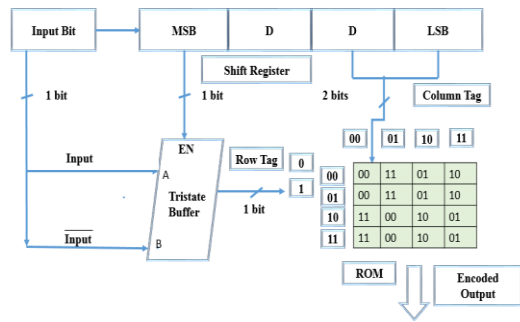 Input Bit
MSB
D
D
LSB
Shift Register
1 bit
1 bit
2 bits
Column Tag
00
01
10
11
Input
EN
A
Tristate
Buffer
B
Input
Row Tag
1 bit
0
1
00
01
10
11
00 11 01 10
00 11 01 10
11 00 10 01
11 00 10 01
ROM
Encoded
Output